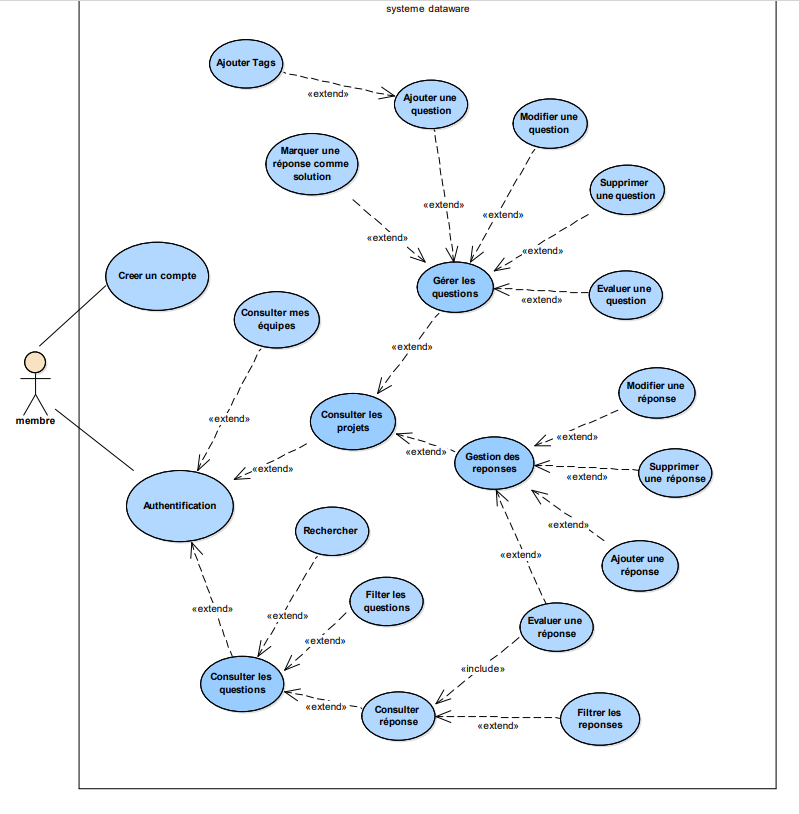 systeme dataware
Ajouter Tags
«extend»
Ajouter une
question
Modifier une
question
Marquer une
réponse comme
solution
Supprimer
une question
«extend»
«extend»
«extend»
«extend»
Creer un compte
Gérer les
questions
Evaluer une
question
«extend»
Consulter mes
équipes
«extend»
membre
Modifier une
réponse
Consulter les
projets
«extend»
«extend»
«extend»
Gestion des
reponses
«extend»
Supprimer
une réponse
«extend»
Authentification
Rechercher
«extend»
«extend»
Ajouter une
réponse
Filter les
questions
«extend»
«extend»
Evaluer une
réponse
«extend»
«include»
Consulter les
questions
«extend»
Consulter
réponse
«extend»
Filtrer les
reponses